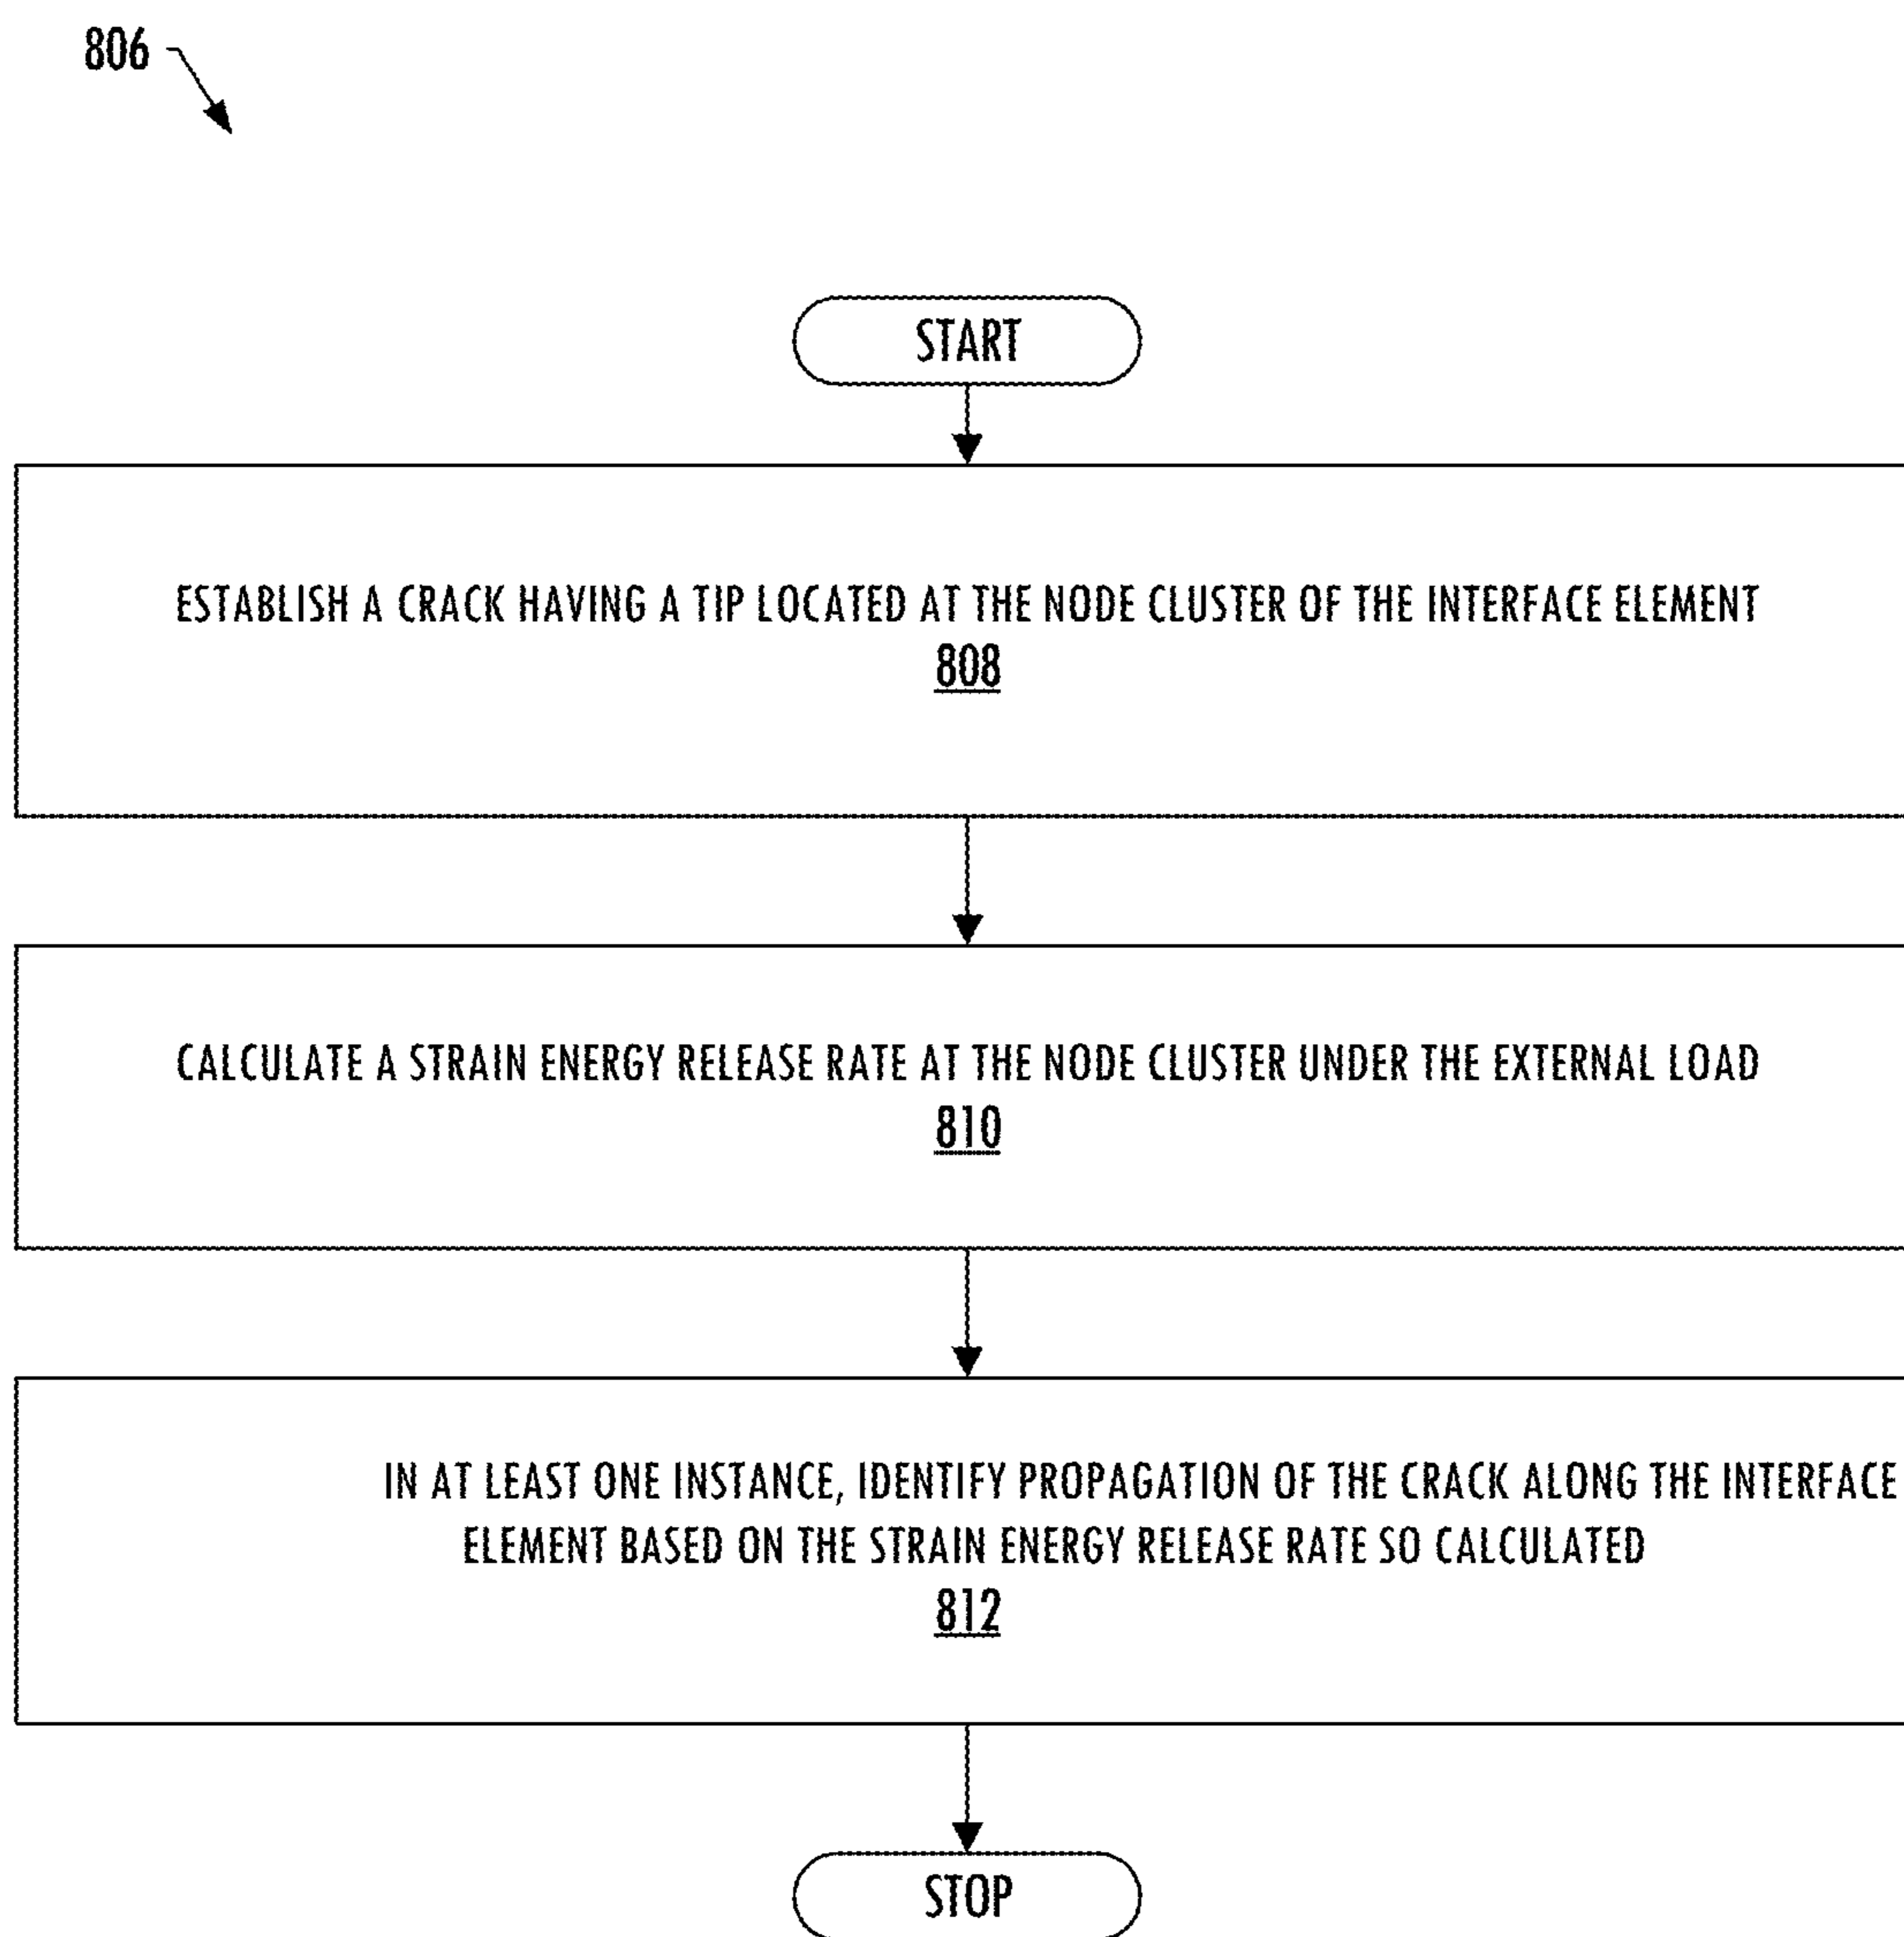 806
START
ESTABLISH A CRACK HAVING A TIP LOCATED AT THE NODE CLUSTER OF THE INTERFACE ELEMENT
808
CALCULATE A STRAIN ENERGY RELEASE RATE AT THE NODE CLUSTER UNDER THE EXTERNAL LOAD
810
IN AT LEAST ONE INSTANCE, IDENTIFY PROPAGATION OF THE CRACK ALONG THE INTERFACE
ELEMENT BASED ON THE STRAIN ENERGY RELEASE RATE SO CALCULATED
812
STOP